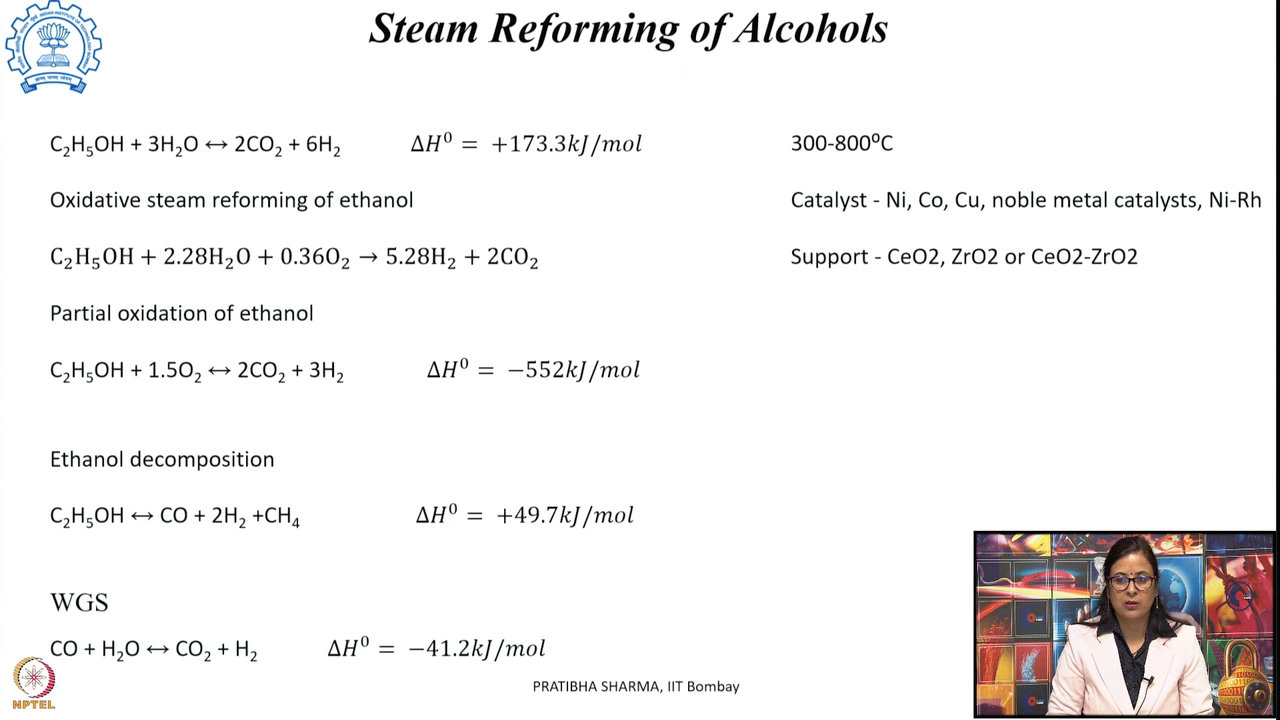 Steam Reforming of Alcohols
C₂H₅OH + 3H₂O ↔ 2CO₂ + 6H₂ ΔH⁰ = +173.3kJ/mol 300-800⁰C
Oxidative steam reforming of ethanol Catalyst - Ni, Co, Cu, noble metal catalysts, Ni-Rh
C₂H₅OH + 2.28H₂O + 0.36O₂ → 5.28H₂ + 2CO₂ Support - CeO2, ZrO2 or CeO2-ZrO2
Partial oxidation of ethanol
C₂H₅OH + 1.5O₂ ↔ 2CO₂ + 3H₂ ΔH⁰ = −552kJ/mol
Ethanol decomposition
C₂H₅OH ↔ CO + 2H₂ +CH₄ ΔH⁰ = +49.7kJ/mol
WGS
CO + H₂O ↔ CO₂ + H₂ ΔH⁰ = −41.2kJ/mol
NPTEL
PRATIBHA SHARMA, IIT Bombay